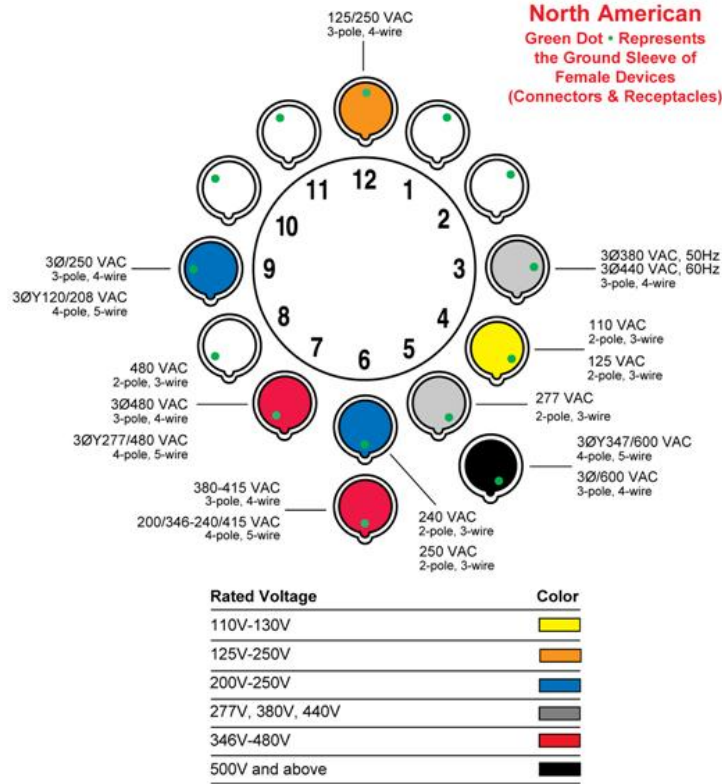 125/250 VAC
3-pole, 4-wire
North American
Green Dot • Represents
the Ground Sleeve of
Female Devices
(Connectors & Receptacles)
12
1
2
3
4
5
6
7
8
9
10
11
3Ø/250 VAC
3-pole, 4-wire
3ØY120/208 VAC
4-pole, 5-wire
3Ø380 VAC, 50Hz
3Ø440 VAC, 60Hz
3-pole, 4-wire
110 VAC
2-pole, 3-wire
125 VAC
2-pole, 3-wire
480 VAC
2-pole, 3-wire
3Ø480 VAC
3-pole, 4-wire
3ØY277/480 VAC
4-pole, 5-wire
277 VAC
2-pole, 3-wire
3ØY347/600 VAC
4-pole, 5-wire
3Ø/600 VAC
3-pole, 4-wire
380-415 VAC
3-pole, 4-wire
200/346-240/415 VAC
4-pole, 5-wire
240 VAC
2-pole, 3-wire
250 VAC
2-pole, 3-wire
Rated Voltage Color
110V-130V
125V-250V
200V-250V
277V, 380V, 440V
346V-480V
500V and above